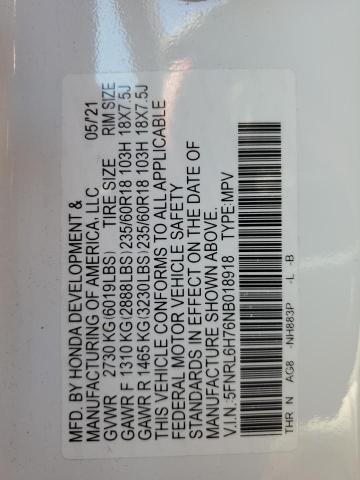 MFD. BY HONDA DEVELOPMENT &
MANUFACTURING OF AMERICA, LLC 05/21
GVWR 2730 KG(6019LBS) TIRE SIZE RIM SIZE
GAWR F 1310 KG(2888LBS)235/60R18 103H 18X7.5J
GAWR R 1465 KG(3230LBS)235/60R18 103H 18X7.5J
THIS VEHICLE CONFORMS TO ALL APPLICABLE
FEDERAL MOTOR VEHICLE SAFETY
STANDARDS IN EFFECT ON THE DATE OF
MANUFACTURE SHOWN ABOVE.
V.I.N.:5FNRL6H76NB018918 TYPE:MPV
THR N AG8 -NH883P -L -B